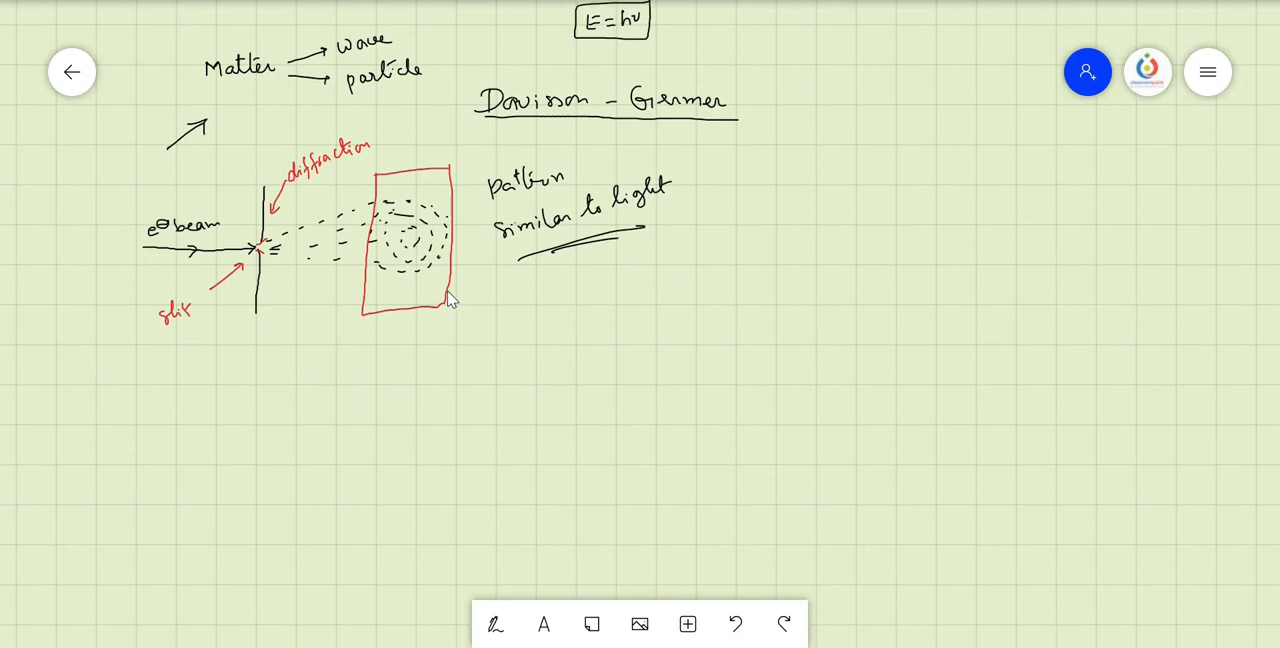 E = hν
Matter → wave
→ particle
Davisson - Germer
diffraction
pattern
similar to light
e⊖ beam
slit
A